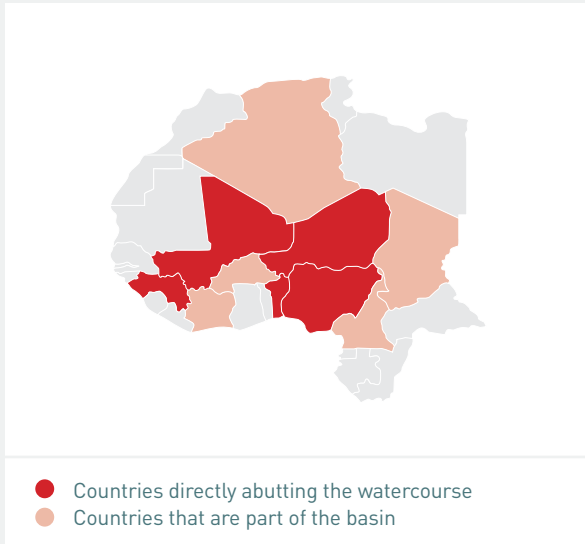 Countries directly abutting the watercourse
Countries that are part of the basin